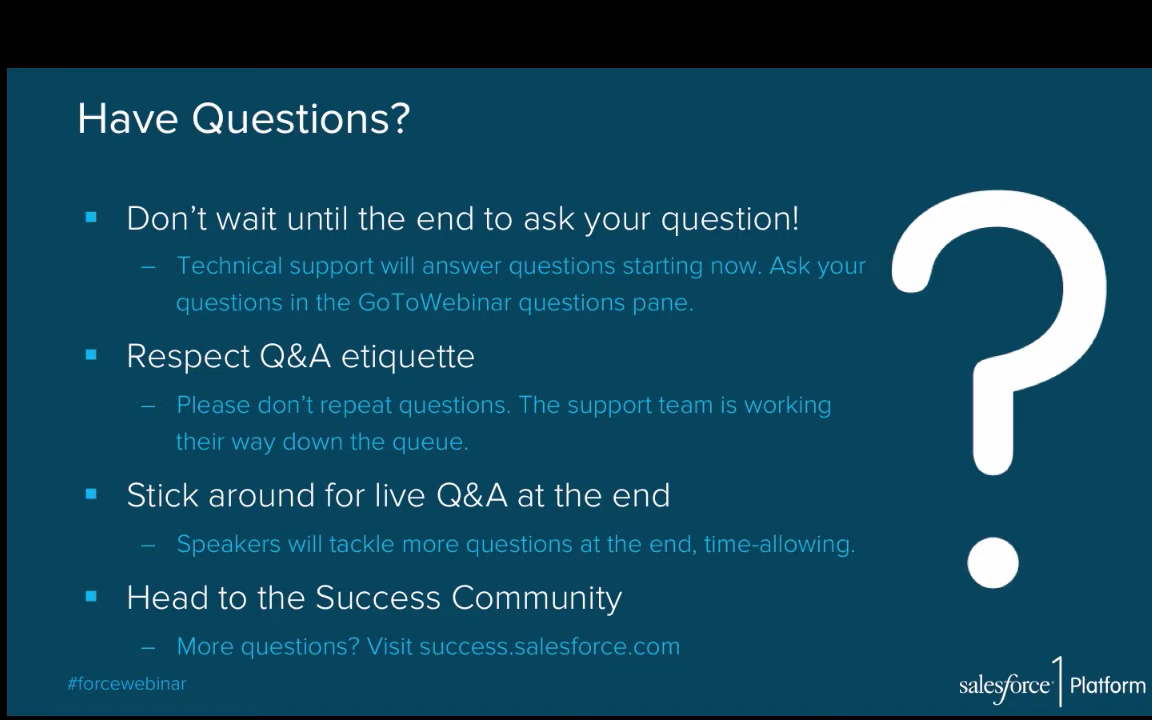 Have Questions?
Don’t wait until the end to ask your question!
– Technical support will answer questions starting now. Ask your
questions in the GoToWebinar questions pane.
Respect Q&A etiquette
– Please don’t repeat questions. The support team is working
their way down the queue.
Stick around for live Q&A at the end
– Speakers will tackle more questions at the end, time-allowing.
Head to the Success Community
– More questions? Visit success.salesforce.com
#forcewebinar
salesforce1 Platform